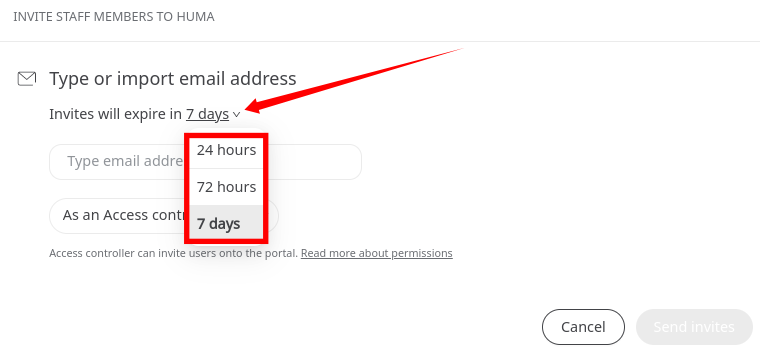 INVITE STAFF MEMBERS TO HUMA
Type or import email address
Invites will expire in 7 days
24 hours
Type email addre
72 hours
As an Access contr
7 days
Access controller can invite users onto the portal. Read more about permissions
Cancel
Send invites